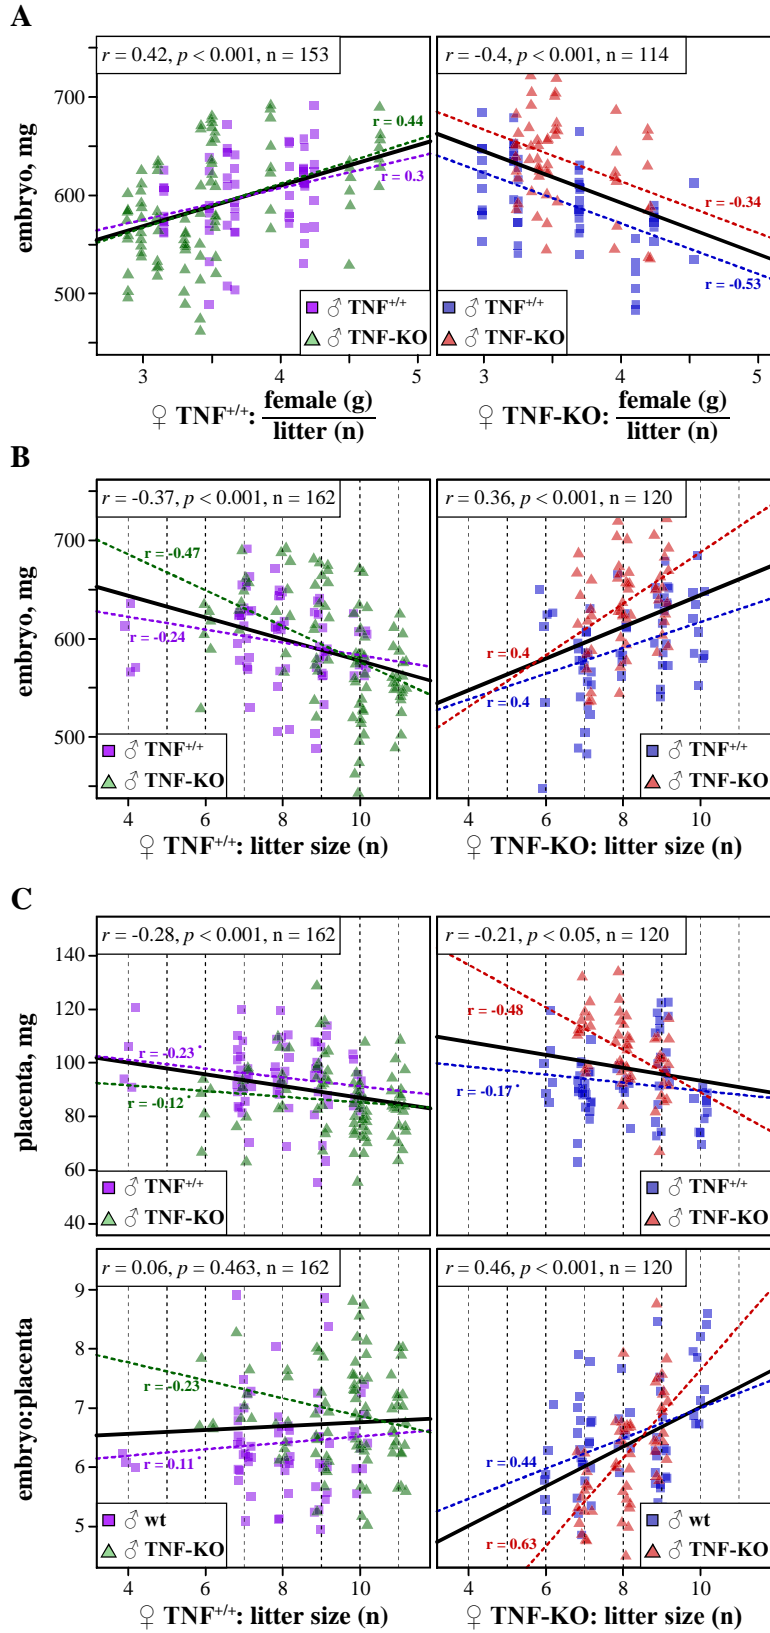 A
r = 0.42, p < 0.001, n = 153
r = -0.4, p < 0.001, n = 114
embryo, mg
700
600
500
r = 0.44
r = 0.3
r = -0.34
r = -0.53
♂ TNF+/+
♂ TNF-KO
♂ TNF+/+
♂ TNF-KO
3 4 5
3 4 5
♀ TNF+/+: female (g) / litter (n)
♀ TNF-KO: female (g) / litter (n)
B
r = -0.37, p < 0.001, n = 162
r = 0.36, p < 0.001, n = 120
embryo, mg
700
600
500
r = -0.47
r = -0.24
r = 0.4
r = 0.4
♂ TNF+/+
♂ TNF-KO
♂ TNF+/+
♂ TNF-KO
4 6 8 10
4 6 8 10
♀ TNF+/+: litter size (n)
♀ TNF-KO: litter size (n)
C
r = -0.28, p < 0.001, n = 162
r = -0.21, p < 0.05, n = 120
placenta, mg
140
120
100
80
60
40
r = -0.23*
r = -0.12*
r = -0.48
r = -0.17*
♂ TNF+/+
♂ TNF-KO
♂ TNF+/+
♂ TNF-KO
r = 0.06, p = 0.463, n = 162
r = 0.46, p < 0.001, n = 120
embryo:placenta
9
8
7
6
5
r = -0.23
r = 0.11*
r = 0.44
r = 0.63
♂ wt
♂ TNF-KO
♂ wt
♂ TNF-KO
4 6 8 10
4 6 8 10
♀ TNF+/+: litter size (n)
♀ TNF-KO: litter size (n)